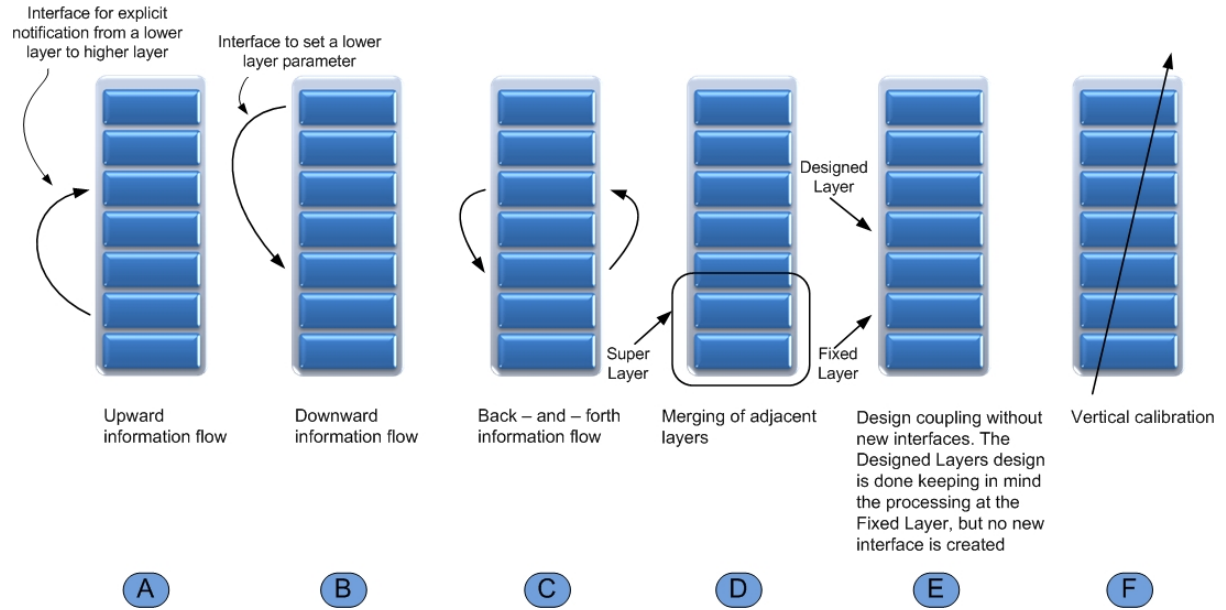 Interface for explicit
notification from a lower
layer to higher layer
Interface to set a lower
layer parameter
Designed
Layer
Super
Layer
Fixed
Layer
Upward
information flow
Downward
information flow
Back – and – forth
information flow
Merging of adjacent
layers
Design coupling without
new interfaces. The
Designed Layers design
is done keeping in mind
the processing at the
Fixed Layer, but no new
interface is created
Vertical calibration
A
B
C
D
E
F